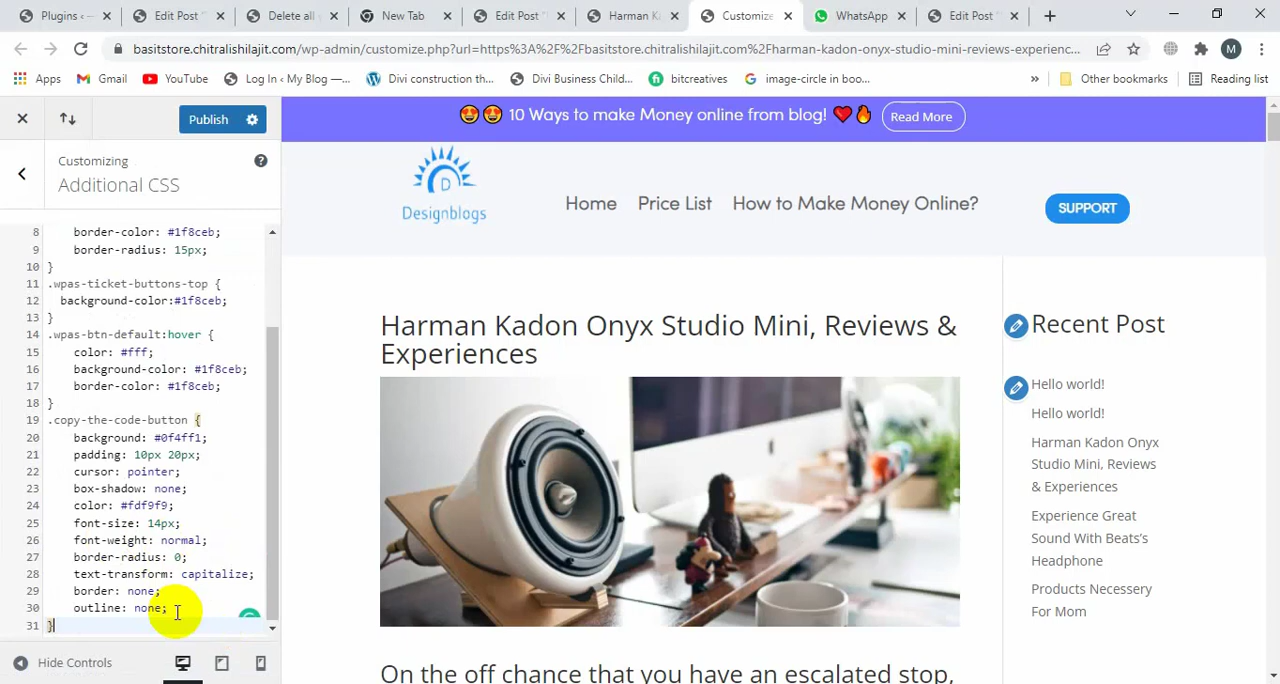 Plugins ‹
Edit Post "
Delete all
New Tab
Edit Post "
Harman K
Customize
WhatsApp
Edit Post
basitstore.chitralishilajit.com/wp-admin/customize.php?url=https%3A%2F%2Fbasitstore.chitralishilajit.com%2Fharman-kadon-onyx-studio-mini-reviews-experienc...
M
Apps
Gmail
YouTube
Log In ‹ My Blog —...
Divi construction th...
Divi Business Child...
bitcreatives
image-circle in boo...
»
Other bookmarks
Reading list
Publish
10 Ways to make Money online from blog!
Read More
Customizing
Additional CSS
D
Designblogs
Home
Price List
How to Make Money Online?
SUPPORT
8 border-color: #1f8ceb;
9 border-radius: 15px;
10 }
11 .wpas-ticket-buttons-top {
12 background-color:#1f8ceb;
13 }
14 .wpas-btn-default:hover {
15 color: #fff;
16 background-color: #1f8ceb;
17 border-color: #1f8ceb;
18 }
19 .copy-the-code-button {
20 background: #0f4ff1;
21 padding: 10px 20px;
22 cursor: pointer;
23 box-shadow: none;
24 color: #fdf9f9;
25 font-size: 14px;
26 font-weight: normal;
27 border-radius: 0;
28 text-transform: capitalize;
29 border: none;
30 outline: none;
31 }
Hide Controls
Harman Kadon Onyx Studio Mini, Reviews &
Experiences
On the off chance that you have an escalated stop,
Recent Post
Hello world!
Hello world!
Harman Kadon Onyx
Studio Mini, Reviews
& Experiences
Experience Great
Sound With Beats's
Headphone
Products Necessery
For Mom